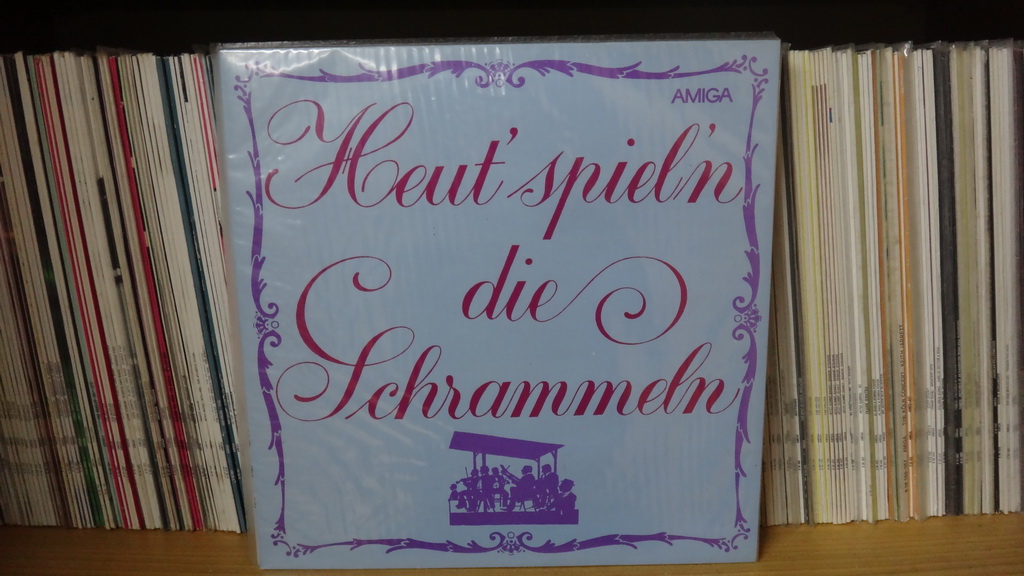 AMIGA
Heut' spiel'n
die
Schrammeln